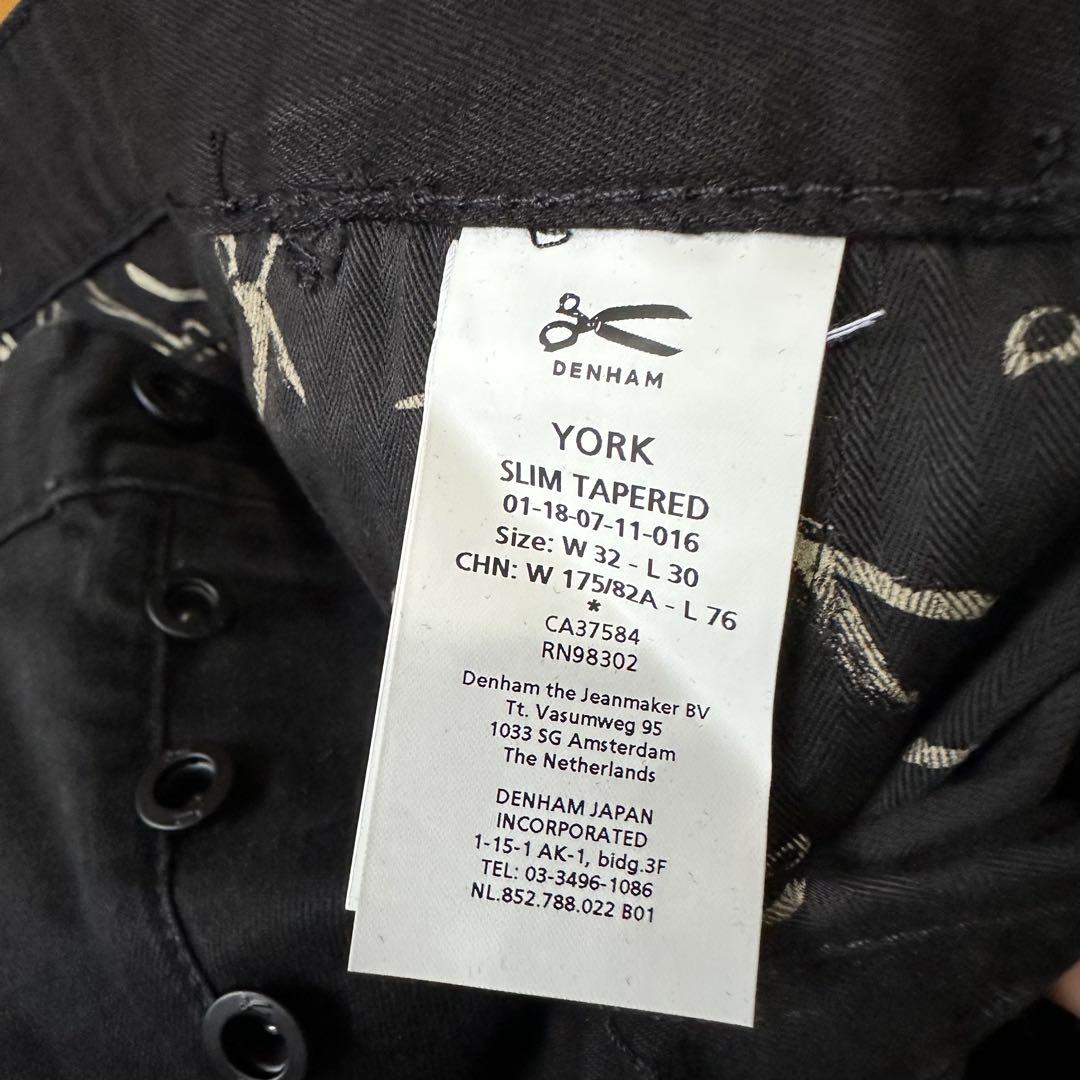 DENHAM
YORK
SLIM TAPERED
01-18-07-11-016
Size: W 32 - L 30
CHN: W 175/82A - L 76
*
CA37584
RN98302
Denham the Jeanmaker BV
Tt. Vasumweg 95
1033 SG Amsterdam
The Netherlands
DENHAM JAPAN
INCORPORATED
1-15-1 AK-1, bidg.3F
TEL: 03-3496-1086
NL.852.788.022 B01